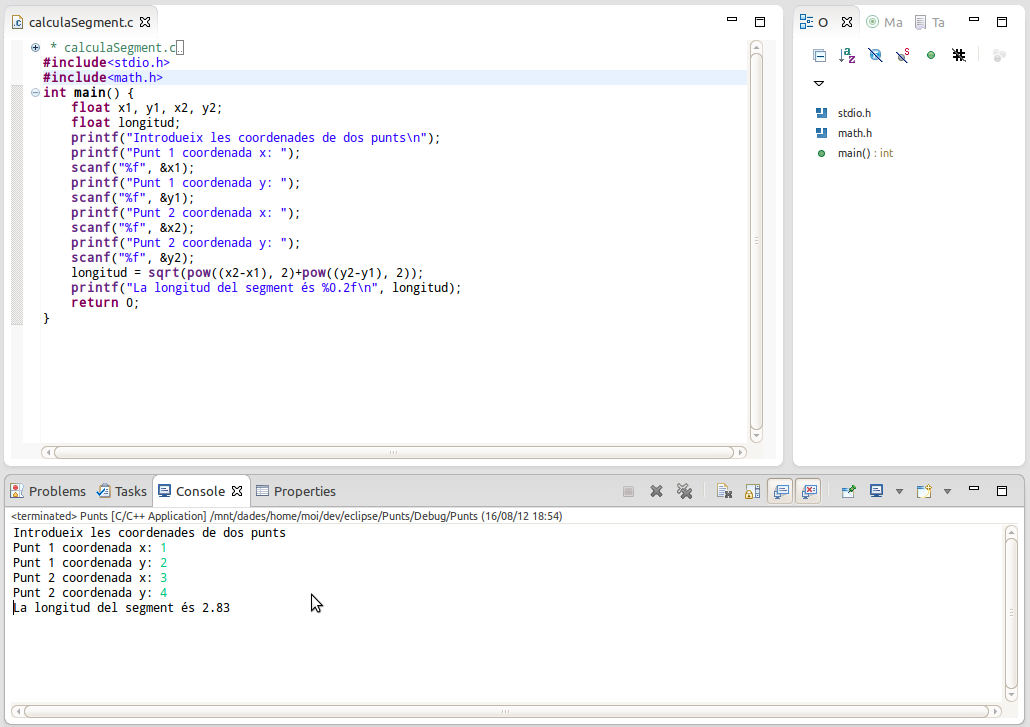 calculaSegment.c
* calculaSegment.c
#include<stdio.h>
#include<math.h>
int main() {
float x1, y1, x2, y2;
float longitud;
printf("Introdueix les coordenades de dos punts\n");
printf("Punt 1 coordenada x: ");
scanf("%f", &x1);
printf("Punt 1 coordenada y: ");
scanf("%f", &y1);
printf("Punt 2 coordenada x: ");
scanf("%f", &x2);
printf("Punt 2 coordenada y: ");
scanf("%f", &y2);
longitud = sqrt(pow((x2-x1), 2)+pow((y2-y1), 2));
printf("La longitud del segment és %0.2f\n", longitud);
return 0;
}
O Ma Ta
stdio.h
math.h
main() : int
Problems Tasks Console Properties
<terminated> Punts [C/C++ Application] /mnt/dades/home/moi/dev/eclipse/Punts/Debug/Punts (16/08/12 18:54)
Introdueix les coordenades de dos punts
Punt 1 coordenada x: 1
Punt 1 coordenada y: 2
Punt 2 coordenada x: 3
Punt 2 coordenada y: 4
La longitud del segment és 2.83